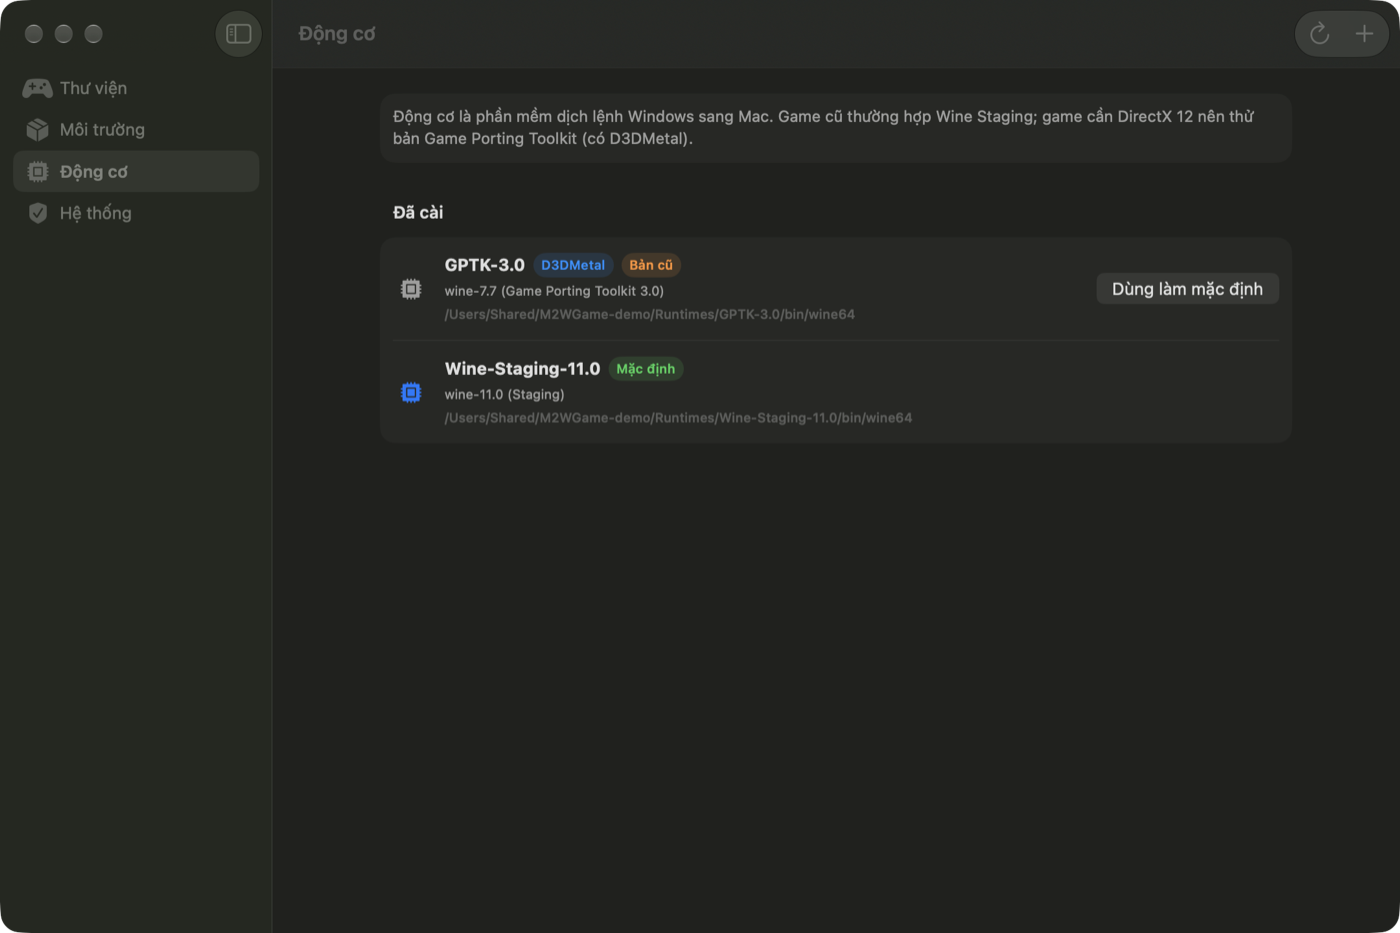 Động cơ
Thư viện
Môi trường
Động cơ
Hệ thống
Động cơ là phần mềm dịch lệnh Windows sang Mac. Game cũ thường hợp Wine Staging; game cần DirectX 12 nên thử
bản Game Porting Toolkit (có D3DMetal).
Đã cài
GPTK-3.0 D3DMetal Bản cũ
wine-7.7 (Game Porting Toolkit 3.0)
/Users/Shared/M2WGame-demo/Runtimes/GPTK-3.0/bin/wine64
Dùng làm mặc định
Wine-Staging-11.0 Mặc định
wine-11.0 (Staging)
/Users/Shared/M2WGame-demo/Runtimes/Wine-Staging-11.0/bin/wine64